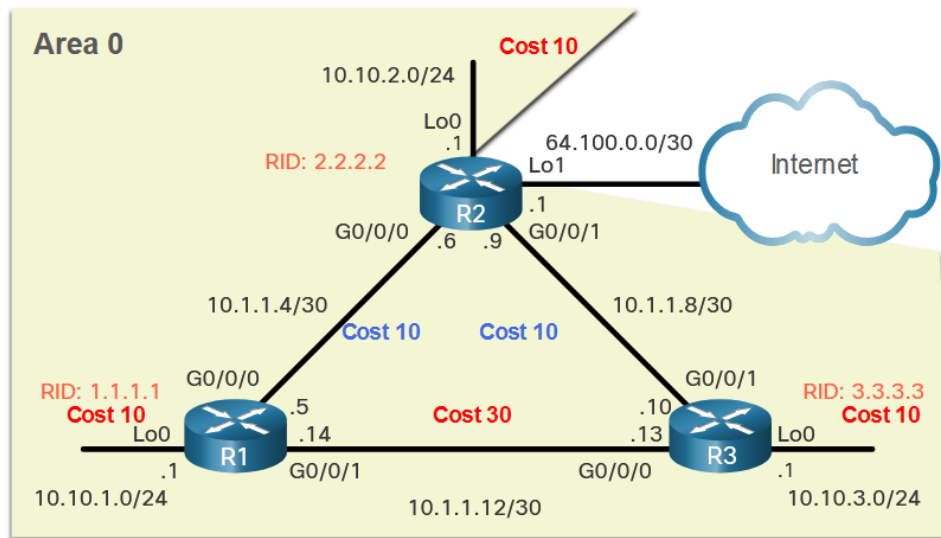 Area 0
Cost 10
10.10.2.0/24
Lo0
.1
64.100.0.0/30
Internet
RID: 2.2.2.2
Lo1
R2
.1
G0/0/0
.6
.9
G0/0/1
10.1.1.4/30
10.1.1.8/30
Cost 10
Cost 10
RID: 1.1.1.1
G0/0/0
G0/0/1
RID: 3.3.3.3
Cost 10
.5
Cost 30
.10
Cost 10
Lo0
.14
.13
Lo0
.1
R1
G0/0/1
G0/0/0
R3
.1
10.10.1.0/24
10.1.1.12/30
10.10.3.0/24